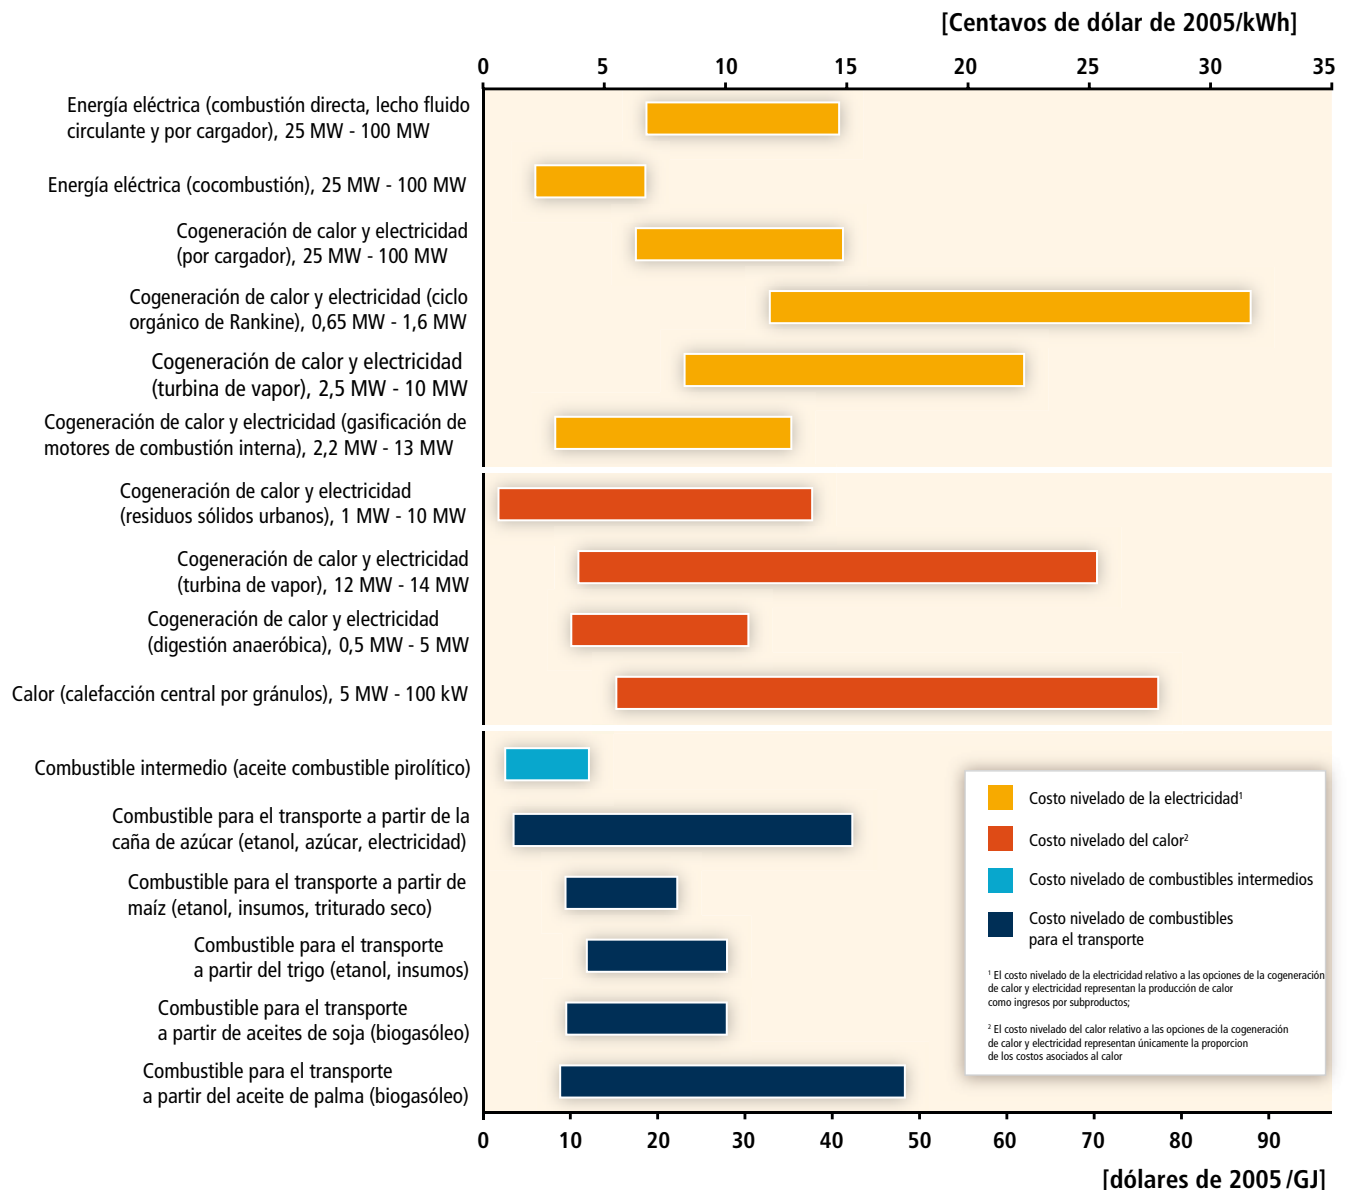 [Centavos de dólar de 2005/kWh]
0 5 10 15 20 25 30 35
Energía eléctrica (combustión directa, lecho fluido
circulante y por cargador), 25 MW - 100 MW
Energía eléctrica (cocombustión), 25 MW - 100 MW
Cogeneración de calor y electricidad
(por cargador), 25 MW - 100 MW
Cogeneración de calor y electricidad (ciclo
orgánico de Rankine), 0,65 MW - 1,6 MW
Cogeneración de calor y electricidad
(turbina de vapor), 2,5 MW - 10 MW
Cogeneración de calor y electricidad (gasificación de
motores de combustión interna), 2,2 MW - 13 MW
Cogeneración de calor y electricidad
(residuos sólidos urbanos), 1 MW - 10 MW
Cogeneración de calor y electricidad
(turbina de vapor), 12 MW - 14 MW
Cogeneración de calor y electricidad
(digestión anaeróbica), 0,5 MW - 5 MW
Calor (calefacción central por gránulos), 5 MW - 100 kW
Combustible intermedio (aceite combustible pirolítico)
Combustible para el transporte a partir de la
caña de azúcar (etanol, azúcar, electricidad)
Combustible para el transporte a partir de
maíz (etanol, insumos, triturado seco)
Combustible para el transporte
a partir del trigo (etanol, insumos)
Combustible para el transporte
a partir de aceites de soja (biogasóleo)
Combustible para el transporte
a partir del aceite de palma (biogasóleo)
Costo nivelado de la electricidad¹
Costo nivelado del calor²
Costo nivelado de combustibles intermedios
Costo nivelado de combustibles
para el transporte
¹ El costo nivelado de la electricidad relativo a las opciones de la cogeneración
de calor y electricidad representan la producción de calor
como ingresos por subproductos;
² El costo nivelado del calor relativo a las opciones de la cogeneración
de calor y electricidad representan únicamente la proporcion
de los costos asociados al calor
0 10 20 30 40 50 60 70 80 90
[dólares de 2005/GJ]